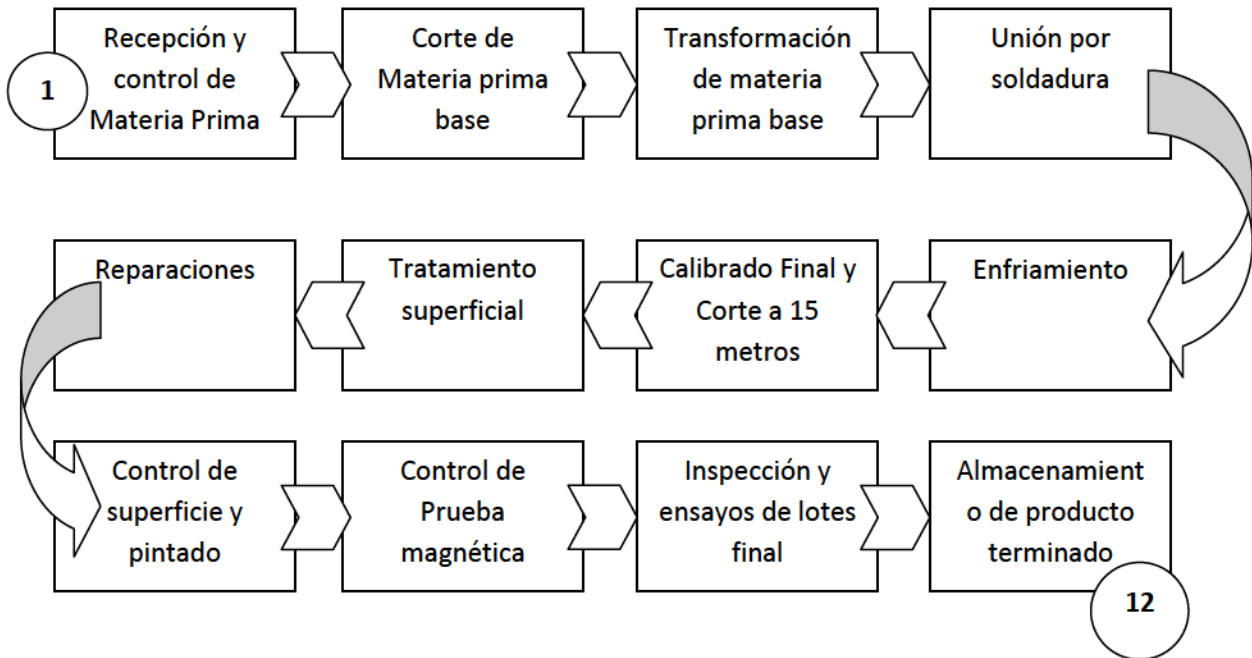 1
Recepción y
control de
Materia Prima
Corte de
Materia prima
base
Transformación
de materia
prima base
Unión por
soldadura
Reparaciones
Tratamiento
superficial
Calibrado Final y
Corte a 15
metros
Enfriamiento
Control de
superficie y
pintado
Control de
Prueba
magnética
Inspección y
ensayos de lotes
final
Almacenamient
o de producto
terminado
12